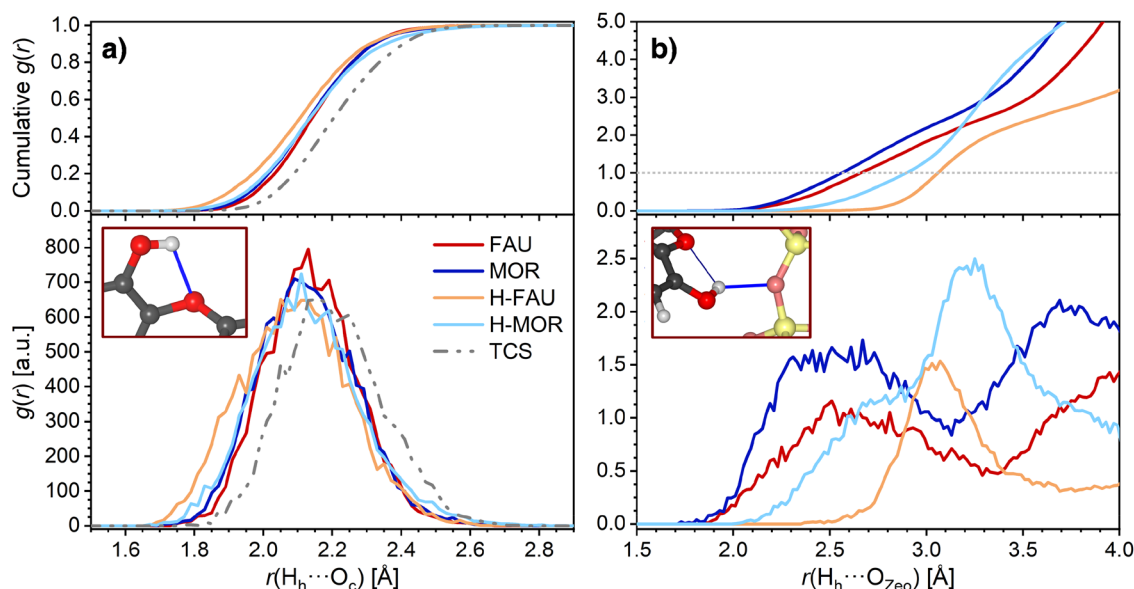 a)
Cumulative g(r)
1.0
0.8
0.6
0.4
0.2
0.0
g(r) [a.u.]
800
700
600
500
400
300
200
100
0
FAU
MOR
H-FAU
H-MOR
TCS
1.6 1.8 2.0 2.2 2.4 2.6 2.8
r(Hh···Oc) [Å]
b)
5.0
4.0
3.0
2.0
1.0
0.0
2.5
2.0
1.5
1.0
0.5
0.0
1.5 2.0 2.5 3.0 3.5 4.0
r(Hh···OZeo) [Å]